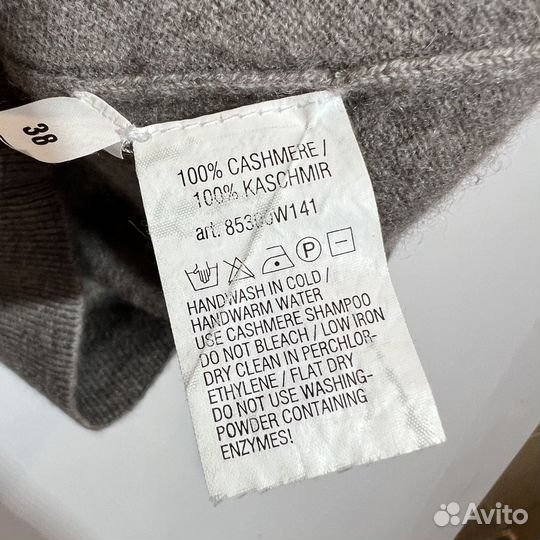 38
100% CASHMERE /
100% KASCHMIR
HANDWASH IN COLD /
HANDWARM WATER
USE CASHMERE SHAMPOO
DO NOT BLEACH / LOW IRON
DRY CLEAN IN PERCHLOR-
ETHYLENE / FLAT DRY
DO NOT USE WASHING-
POWDER CONTAINING
ENZYMES!
art.
P
Avito